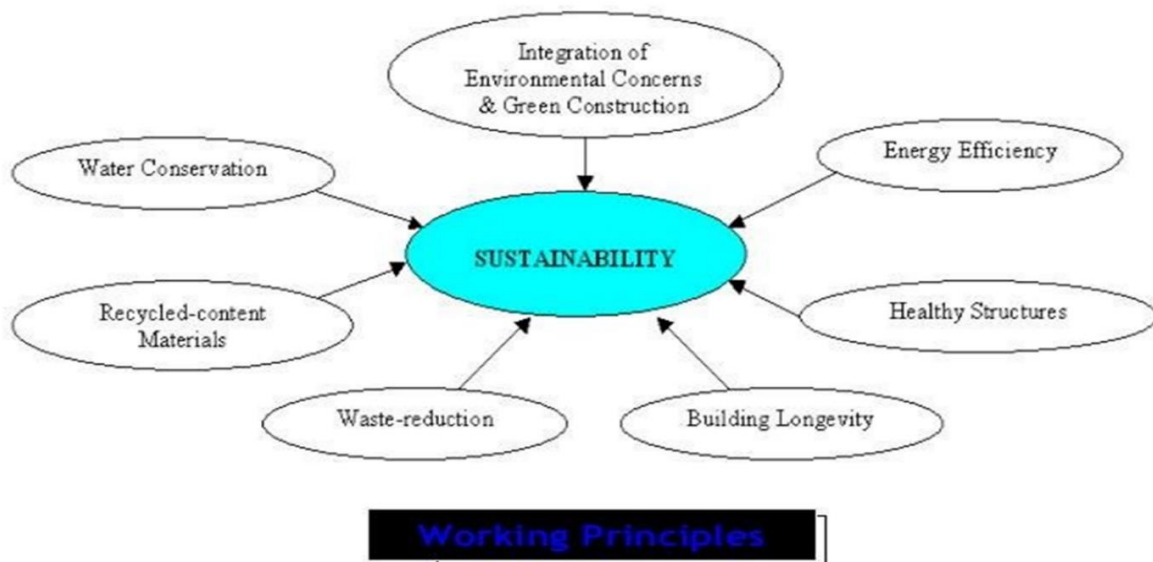 Integration of
Environmental Concerns
& Green Construction
Water Conservation
Energy Efficiency
SUSTAINABILITY
Recycled-content
Materials
Healthy Structures
Waste-reduction
Building Longevity
Working Principles